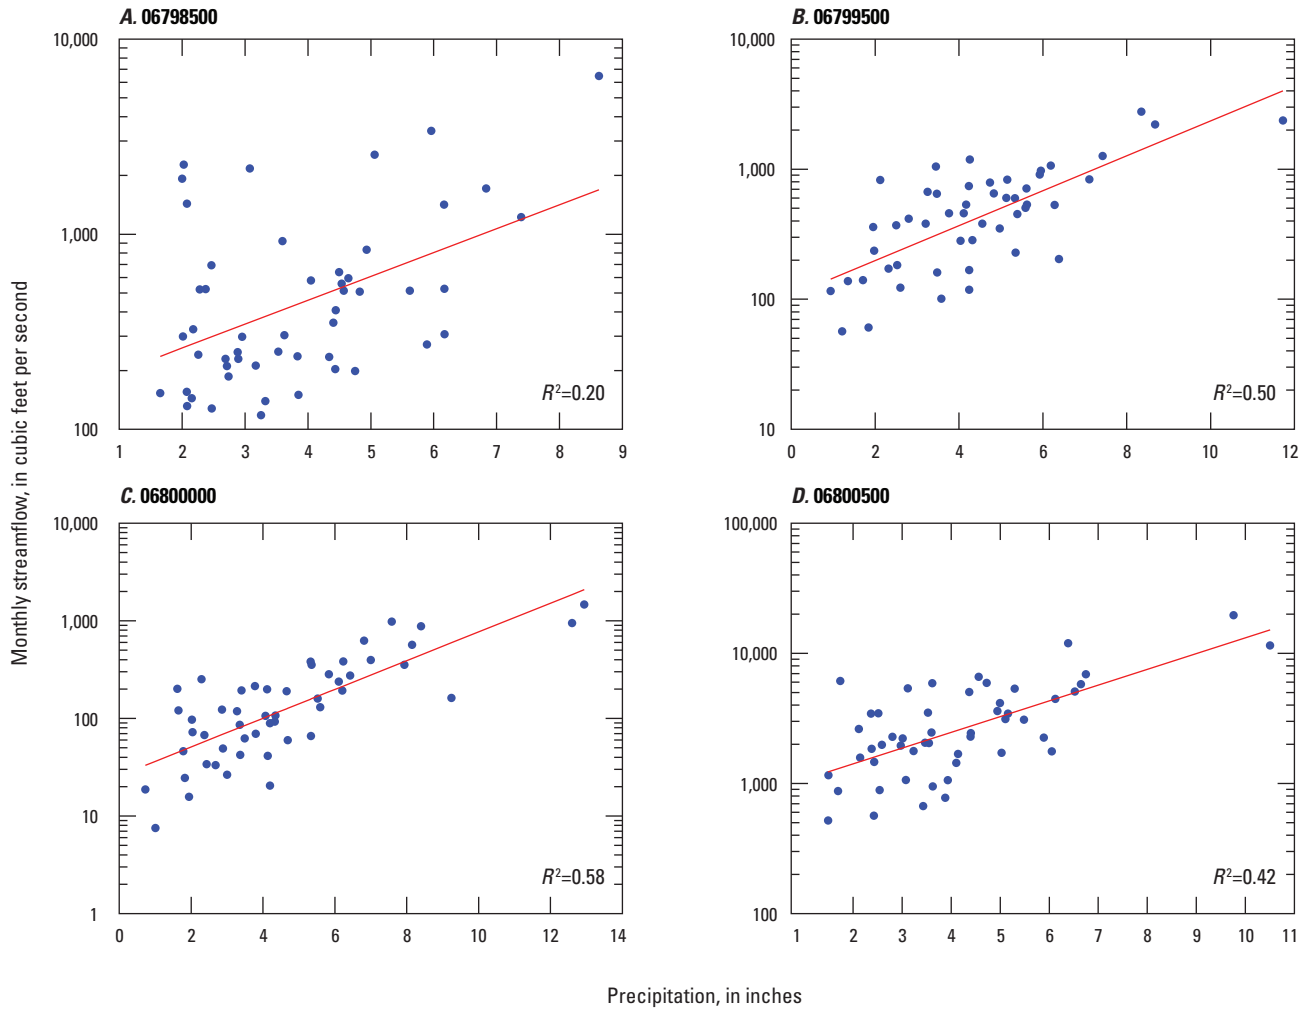 A. 06798500
10,000
1,000
100
1 2 3 4 5 6 7 8 9
R²=0.20
B. 06799500
10,000
1,000
100
10
0 2 4 6 8 10 12
R²=0.50
C. 06800000
10,000
1,000
100
10
1
0 2 4 6 8 10 12 14
R²=0.58
D. 06800500
100,000
10,000
1,000
100
1 2 3 4 5 6 7 8 9 10 11
R²=0.42
Monthly streamflow, in cubic feet per second
Precipitation, in inches